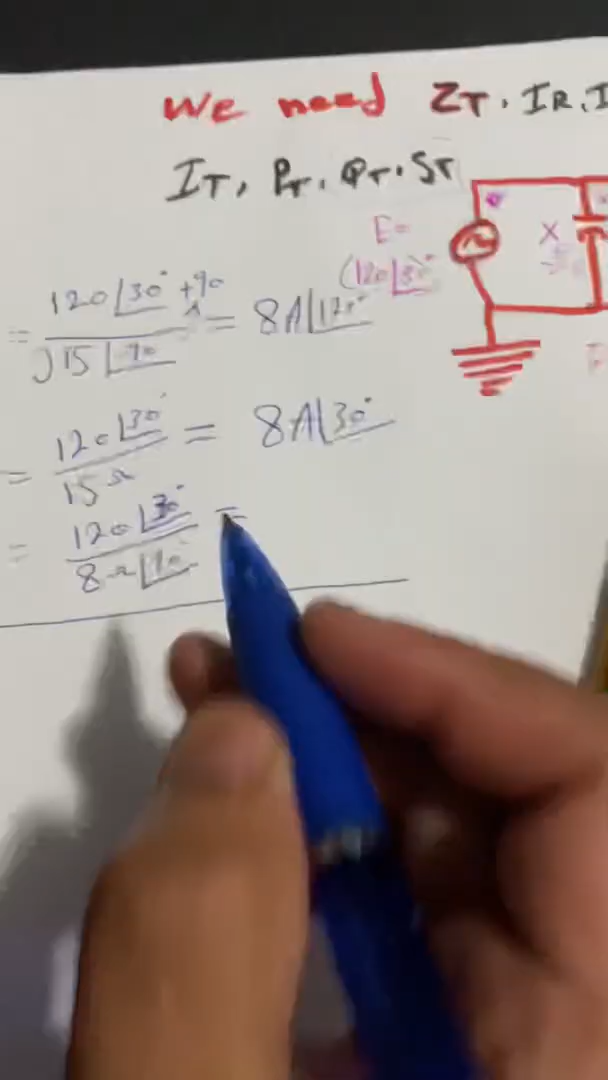 We need ZT. IR. I
IT, PT. QT. ST
E=
(120∠30°
X
= 120∠30° +90 / j15∠90 = 8A∠120°
= 120∠30° / 15Ω = 8A∠30°
= 120∠30° / 8Ω∠90° =